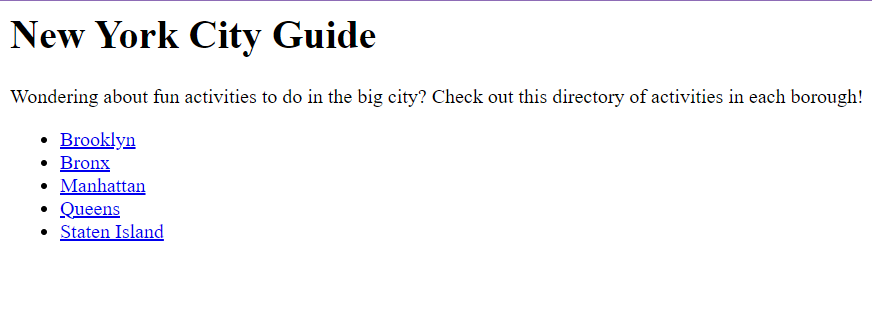 New York City Guide
Wondering about fun activities to do in the big city? Check out this directory of activities in each borough!
Brooklyn
Bronx
Manhattan
Queens
Staten Island